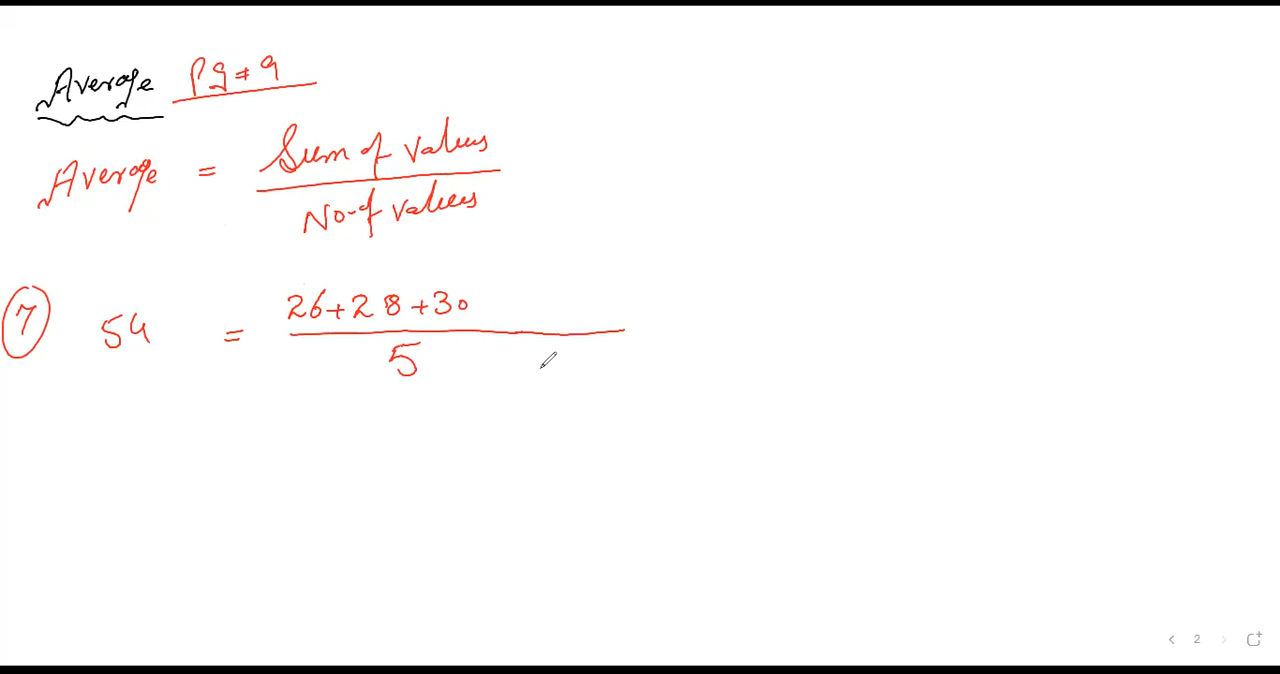 Average Pg = 9
Average = Sum of values
No. of values
7 54 = 26+28+30
5
2